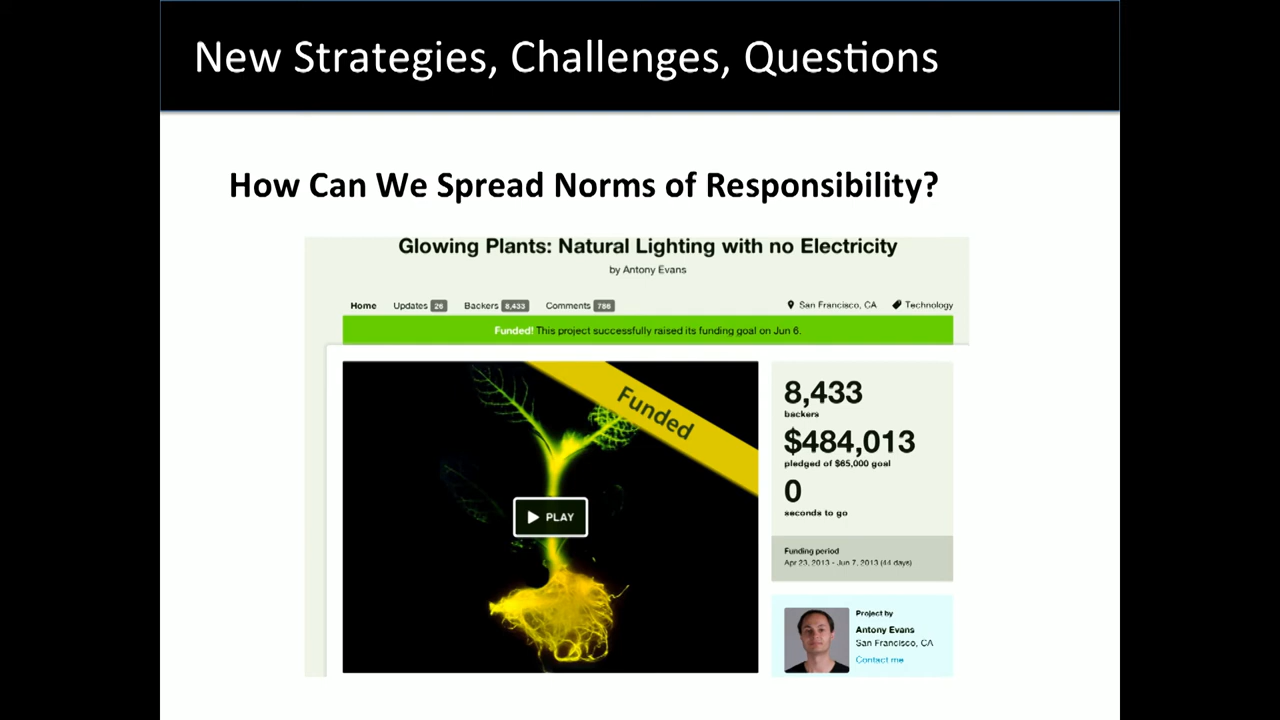 New Strategies, Challenges, Questions
How Can We Spread Norms of Responsibility?
Glowing Plants: Natural Lighting with no Electricity
by Antony Evans
Home Updates 26 Backers 8,433 Comments 786 San Francisco, CA Technology
Funded! This project successfully raised its funding goal on Jun 6.
Funded
PLAY
8,433
backers
$484,013
pledged of $65,000 goal
0
seconds to go
Funding period
Apr 23, 2013 - Jun 7, 2013 (44 days)
Project by
Antony Evans
San Francisco, CA
Contact me